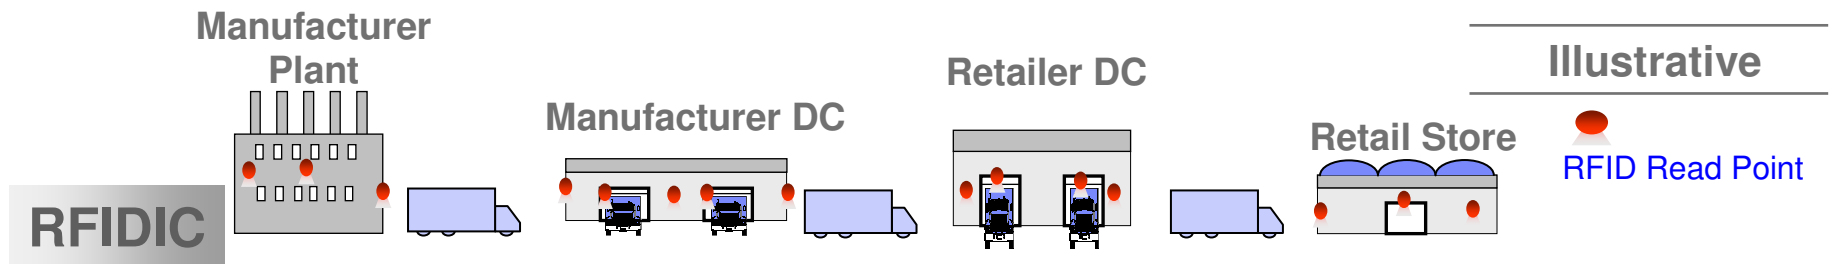 Manufacturer
Plant
Manufacturer DC
Retailer DC
Retail Store
Illustrative
RFID Read Point
RFIDIC